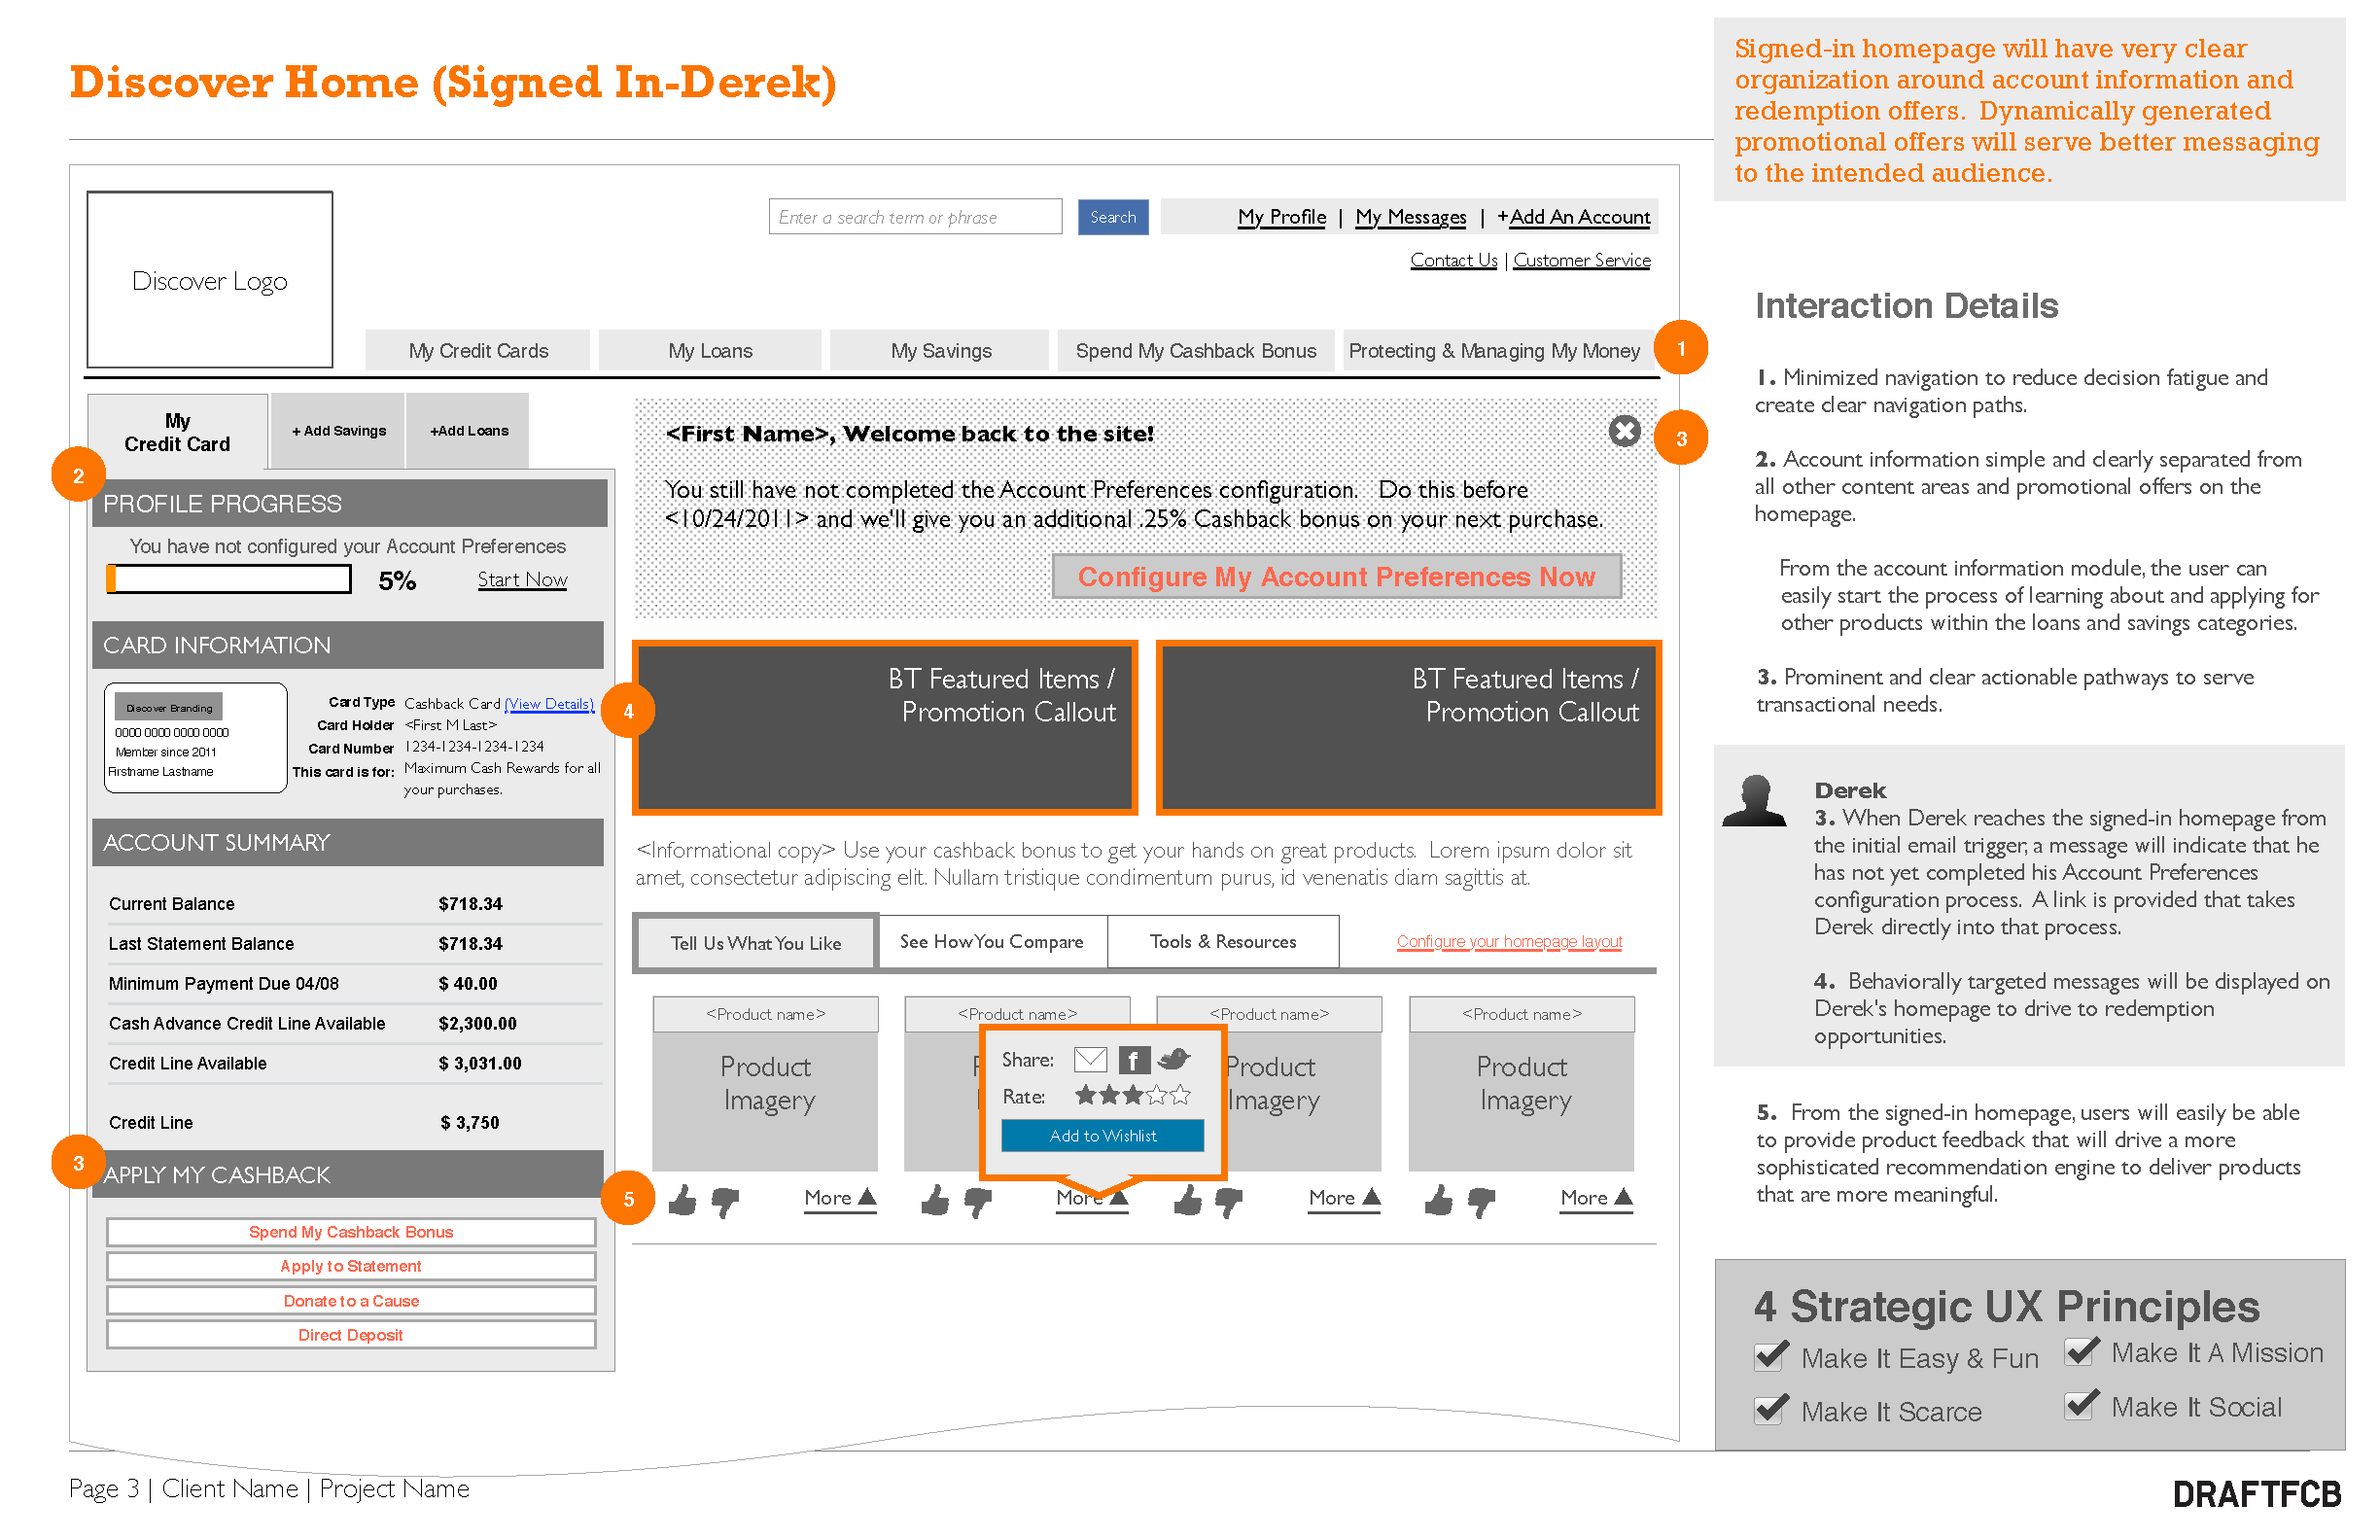 Discover Home (Signed In-Derek)
Signed-in homepage will have very clear
organization around account information and
redemption offers. Dynamically generated
promotional offers will serve better messaging
to the intended audience.
Discover Logo
Enter a search term or phrase
Search
My Profile | My Messages | +Add An Account
Contact Us | Customer Service
My Credit Cards
My Loans
My Savings
Spend My Cashback Bonus
Protecting & Managing My Money
1
My
Credit Card
+ Add Savings
+Add Loans
2
PROFILE PROGRESS
You have not configured your Account Preferences
5%
Start Now
CARD INFORMATION
Discover Branding
0000 0000 0000 0000
Member since 2011
Firstname Lastname
Card Type Cashback Card (View Details)
Card Holder <First M Last>
Card Number 1234-1234-1234-1234
This card is for: Maximum Cash Rewards for all
your purchases.
ACCOUNT SUMMARY
Current Balance $718.34
Last Statement Balance $718.34
Minimum Payment Due 04/08 $ 40.00
Cash Advance Credit Line Available $2,300.00
Credit Line Available $ 3,031.00
Credit Line $ 3,750
3
APPLY MY CASHBACK
Spend My Cashback Bonus
Apply to Statement
Donate to a Cause
Direct Deposit
<First Name>, Welcome back to the site!
3
You still have not completed the Account Preferences configuration. Do this before
<10/24/2011> and we'll give you an additional .25% Cashback bonus on your next purchase.
Configure My Account Preferences Now
4
BT Featured Items /
Promotion Callout
BT Featured Items /
Promotion Callout
<Informational copy> Use your cashback bonus to get your hands on great products. Lorem ipsum dolor sit
amet, consectetur adipiscing elit. Nullam tristique condimentum purus, id venenatis diam sagittis at.
Tell Us What You Like
See How You Compare
Tools & Resources
Configure your homepage layout
<Product name>
<Product name>
<Product name>
<Product name>
Product
Imagery
Share: f
Rate:
Add to Wishlist
Product
Imagery
Product
Imagery
5
More
More
More
More
Interaction Details
1. Minimized navigation to reduce decision fatigue and
create clear navigation paths.
2. Account information simple and clearly separated from
all other content areas and promotional offers on the
homepage.
From the account information module, the user can
easily start the process of learning about and applying for
other products within the loans and savings categories.
3. Prominent and clear actionable pathways to serve
transactional needs.
Derek
3. When Derek reaches the signed-in homepage from
the initial email trigger, a message will indicate that he
has not yet completed his Account Preferences
configuration process. A link is provided that takes
Derek directly into that process.
4. Behaviorally targeted messages will be displayed on
Derek's homepage to drive to redemption
opportunities.
5. From the signed-in homepage, users will easily be able
to provide product feedback that will drive a more
sophisticated recommendation engine to deliver products
that are more meaningful.
4 Strategic UX Principles
Make It Easy & Fun
Make It A Mission
Make It Scarce
Make It Social
Page 3 | Client Name | Project Name
DRAFTFCB